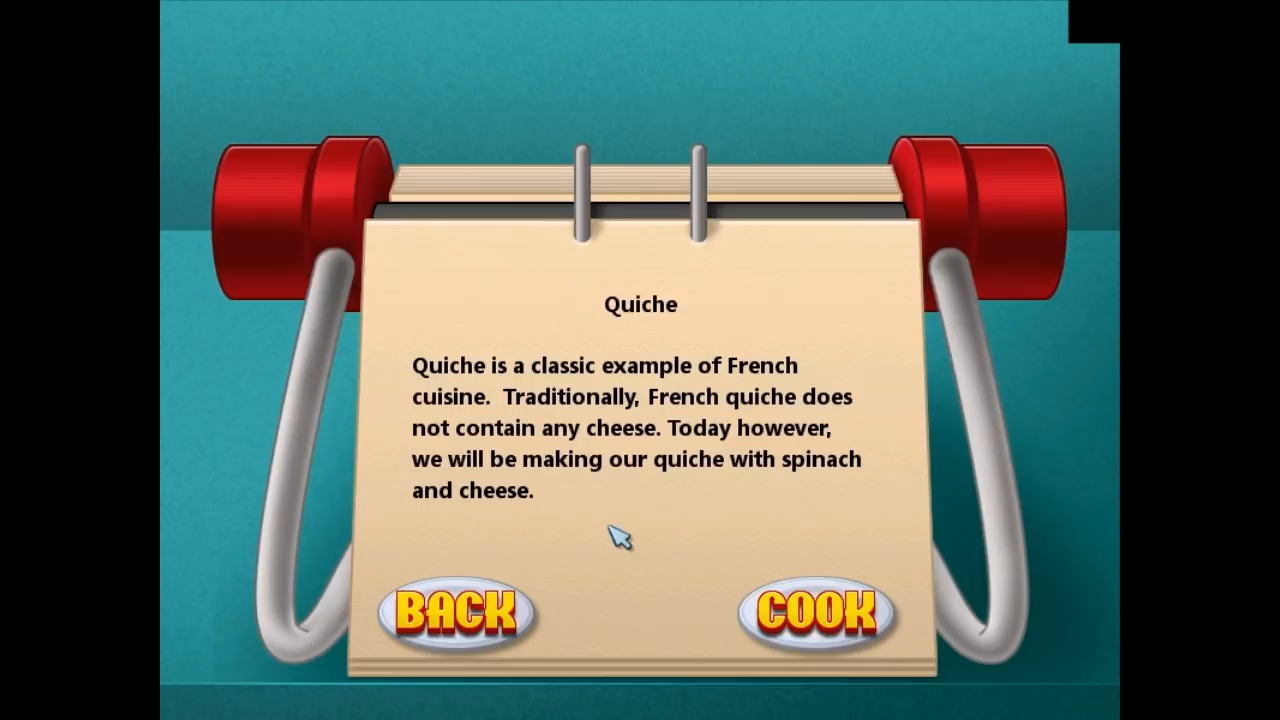 Quiche
Quiche is a classic example of French
cuisine.  Traditionally, French quiche does
not contain any cheese. Today however,
we will be making our quiche with spinach
and cheese.
BACK
COOK